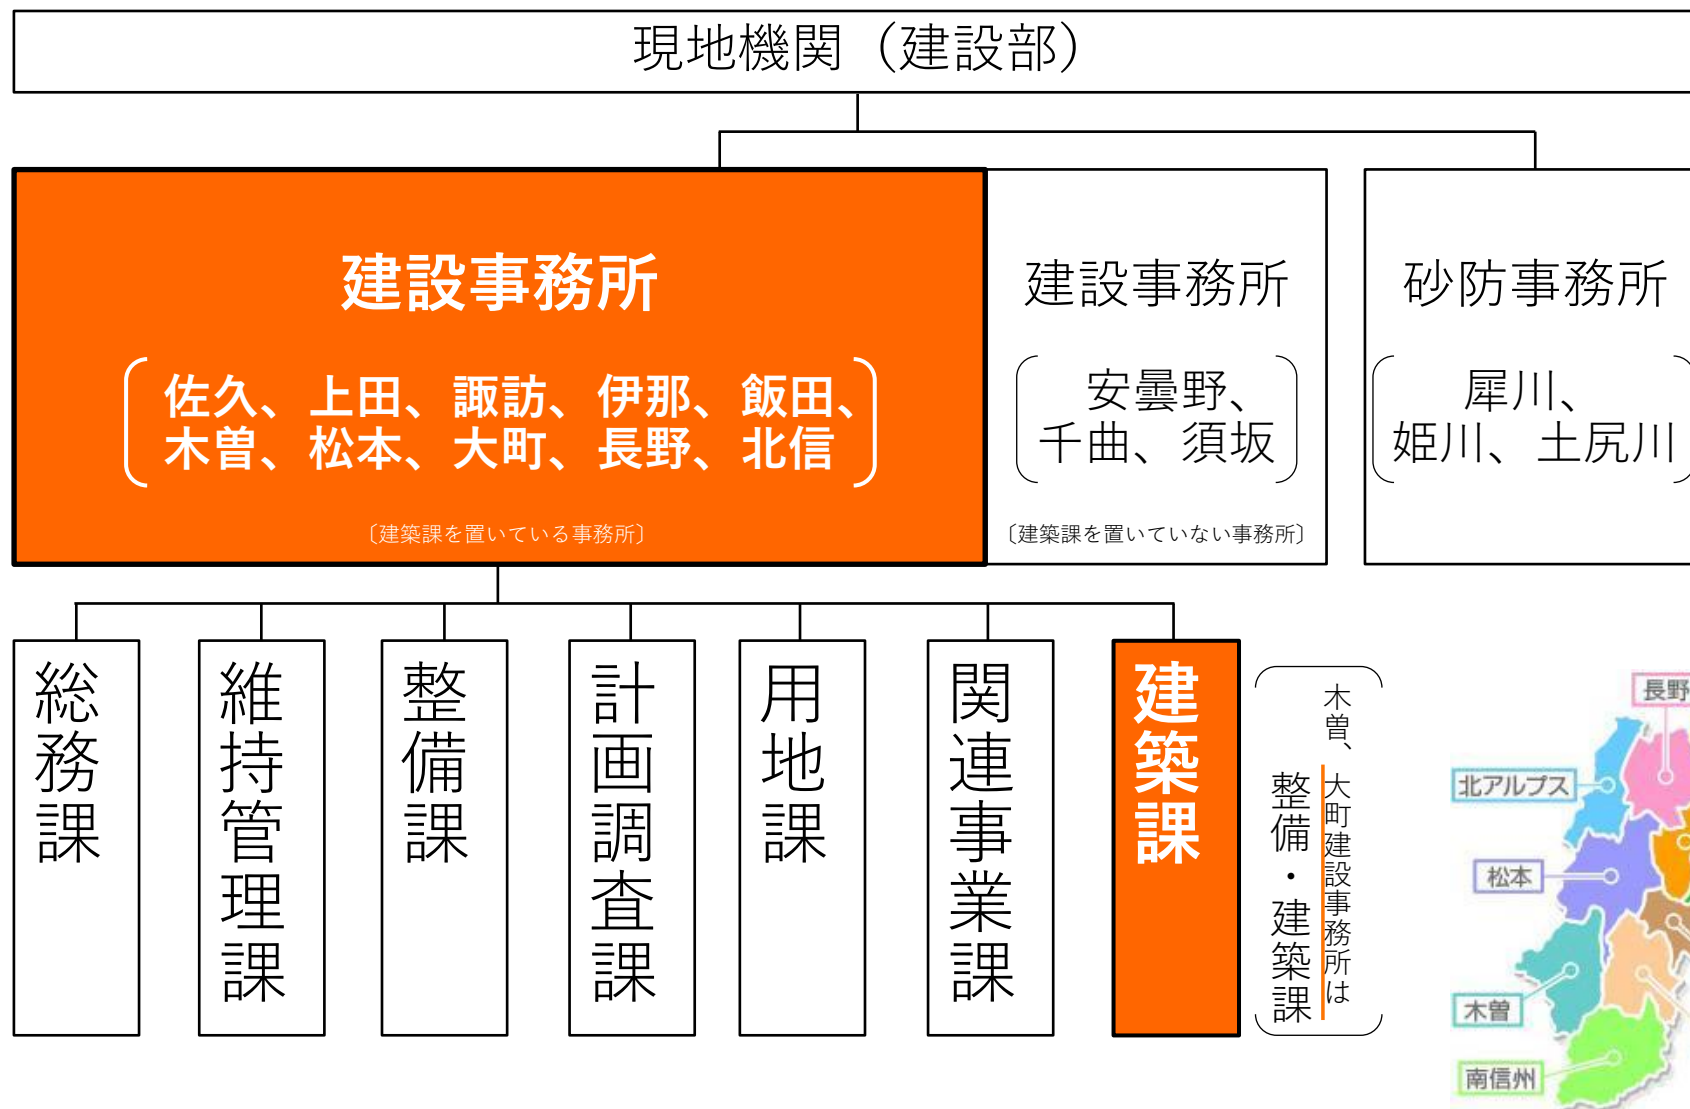 現地機関（建設部）
建設事務所
佐久、上田、諏訪、伊那、飯田、
木曽、松本、大町、長野、北信
〔建築課を置いている事務所〕
建設事務所
安曇野、
千曲、須坂
〔建築課を置いていない事務所〕
砂防事務所
犀川、
姫川、土尻川
総務課
維持管理課
整備課
計画調査課
用地課
関連事業課
建築課
木曽、大町建設事務所は
整備・建築課
長野
北アルプス
松本
木曽
南信州